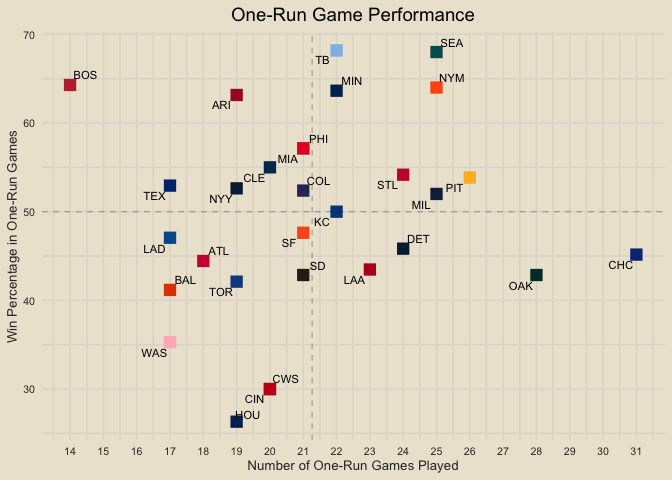 One-Run Game Performance
Win Percentage in One-Run Games
70
60
50
40
30
SEA
TB
BOS
NYM
MIN
ARI
PHI
MIA
CLE
COL
STL
PIT
TEX
NYY
MIL
KC
SF
DET
LAD
ATL
SD
CHC
LAA
OAK
BAL
TOR
WAS
CWS
CIN
HOU
14 15 16 17 18 19 20 21 22 23 24 25 26 27 28 29 30 31
Number of One-Run Games Played